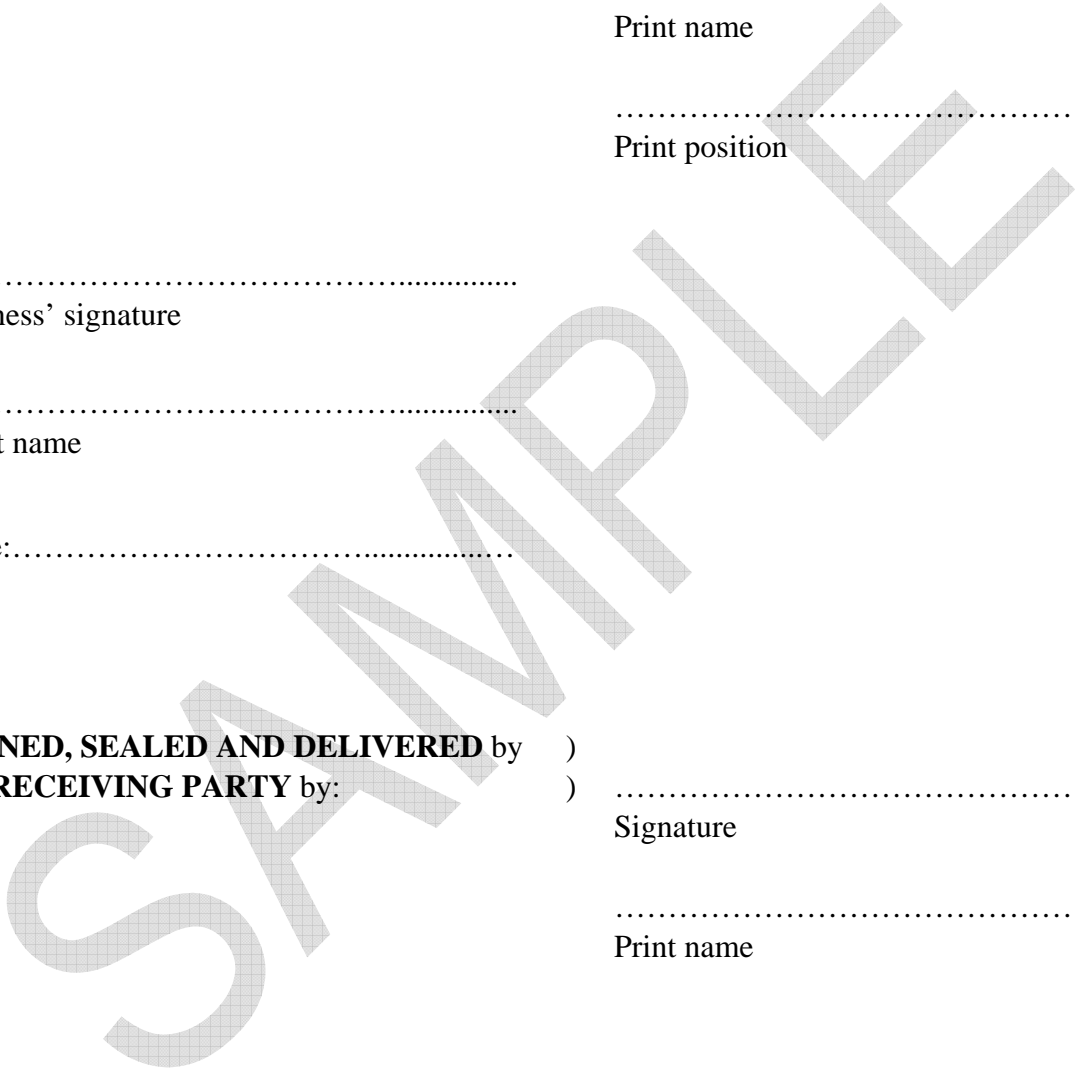 Print name
……………………………………
Print position
…………………………………...............
ness’ signature
…………………………………...............
t name
e:……………………………...................…
NED, SEALED AND DELIVERED by )
RECEIVING PARTY by: ) ……………………………………
Signature
……………………………………
Print name
SAMPLE